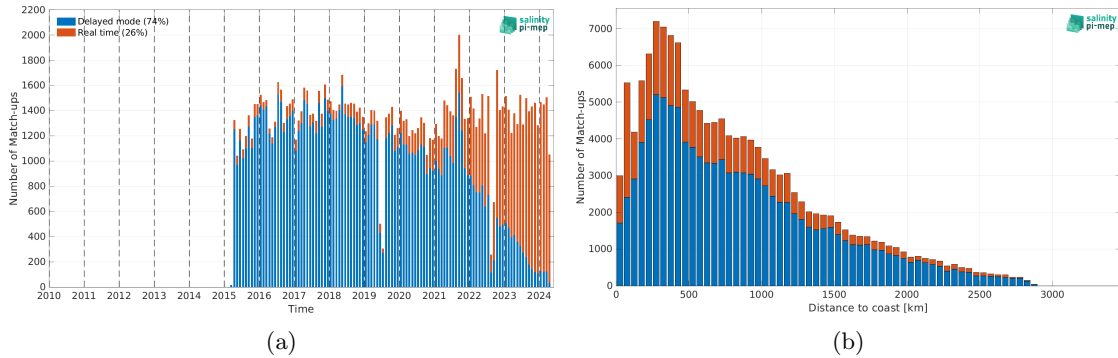 Delayed mode (74%)
Real time (26%)
salinity
pi-mep
2200
2000
1800
1600
1400
1200
1000
800
600
400
200
0
Number of Match-ups
2010 2011 2012 2013 2014 2015 2016 2017 2018 2019 2020 2021 2022 2023 2024
Time
(a)
salinity
pi-mep
7000
6000
5000
4000
3000
2000
1000
0
Number of Match-ups
0 500 1000 1500 2000 2500 3000 3500
Distance to coast [km]
(b)